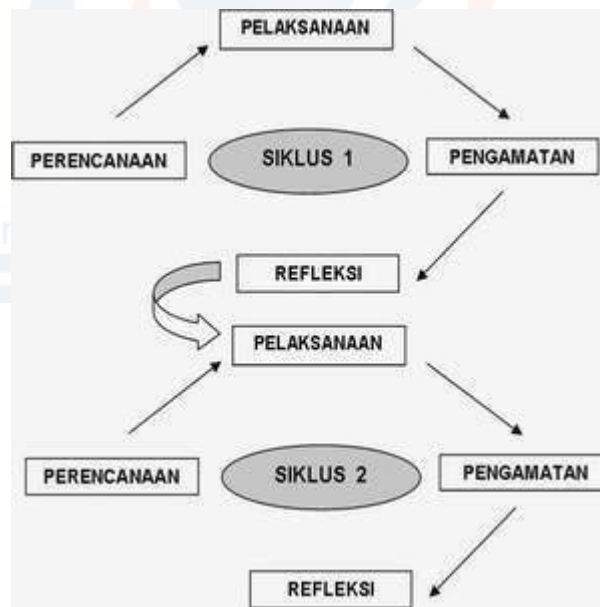 PELAKSANAAN
PERENCANAAN
SIKLUS 1
PENGAMATAN
REFLEKSI
PELAKSANAAN
PERENCANAAN
SIKLUS 2
PENGAMATAN
REFLEKSI